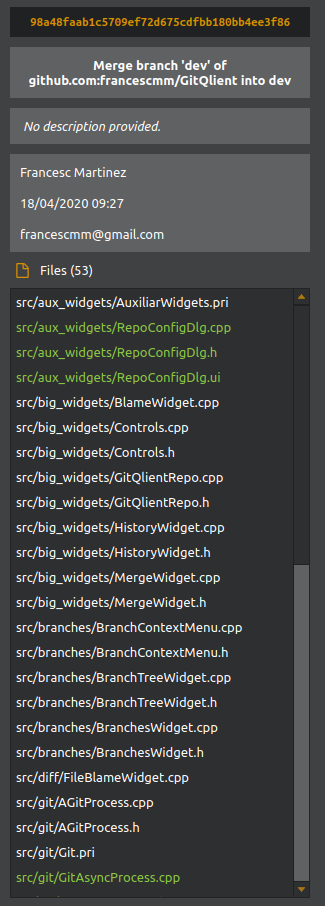 98a48faab1c5709ef72d675cdfbb180bb4ee3f86
Merge branch 'dev' of
github.com:francescmm/GitQlient into dev
No description provided.
Francesc Martinez
18/04/2020 09:27
francescmm@gmail.com
Files (53)
src/aux_widgets/AuxiliarWidgets.pri
src/aux_widgets/RepoConfigDlg.cpp
src/aux_widgets/RepoConfigDlg.h
src/aux_widgets/RepoConfigDlg.ui
src/big_widgets/BlameWidget.cpp
src/big_widgets/Controls.cpp
src/big_widgets/Controls.h
src/big_widgets/GitQlientRepo.cpp
src/big_widgets/GitQlientRepo.h
src/big_widgets/HistoryWidget.cpp
src/big_widgets/HistoryWidget.h
src/big_widgets/MergeWidget.cpp
src/big_widgets/MergeWidget.h
src/branches/BranchContextMenu.cpp
src/branches/BranchContextMenu.h
src/branches/BranchTreeWidget.cpp
src/branches/BranchTreeWidget.h
src/branches/BranchesWidget.cpp
src/branches/BranchesWidget.h
src/diff/FileBlameWidget.cpp
src/git/AGitProcess.cpp
src/git/AGitProcess.h
src/git/Git.pri
src/git/GitAsyncProcess.cpp